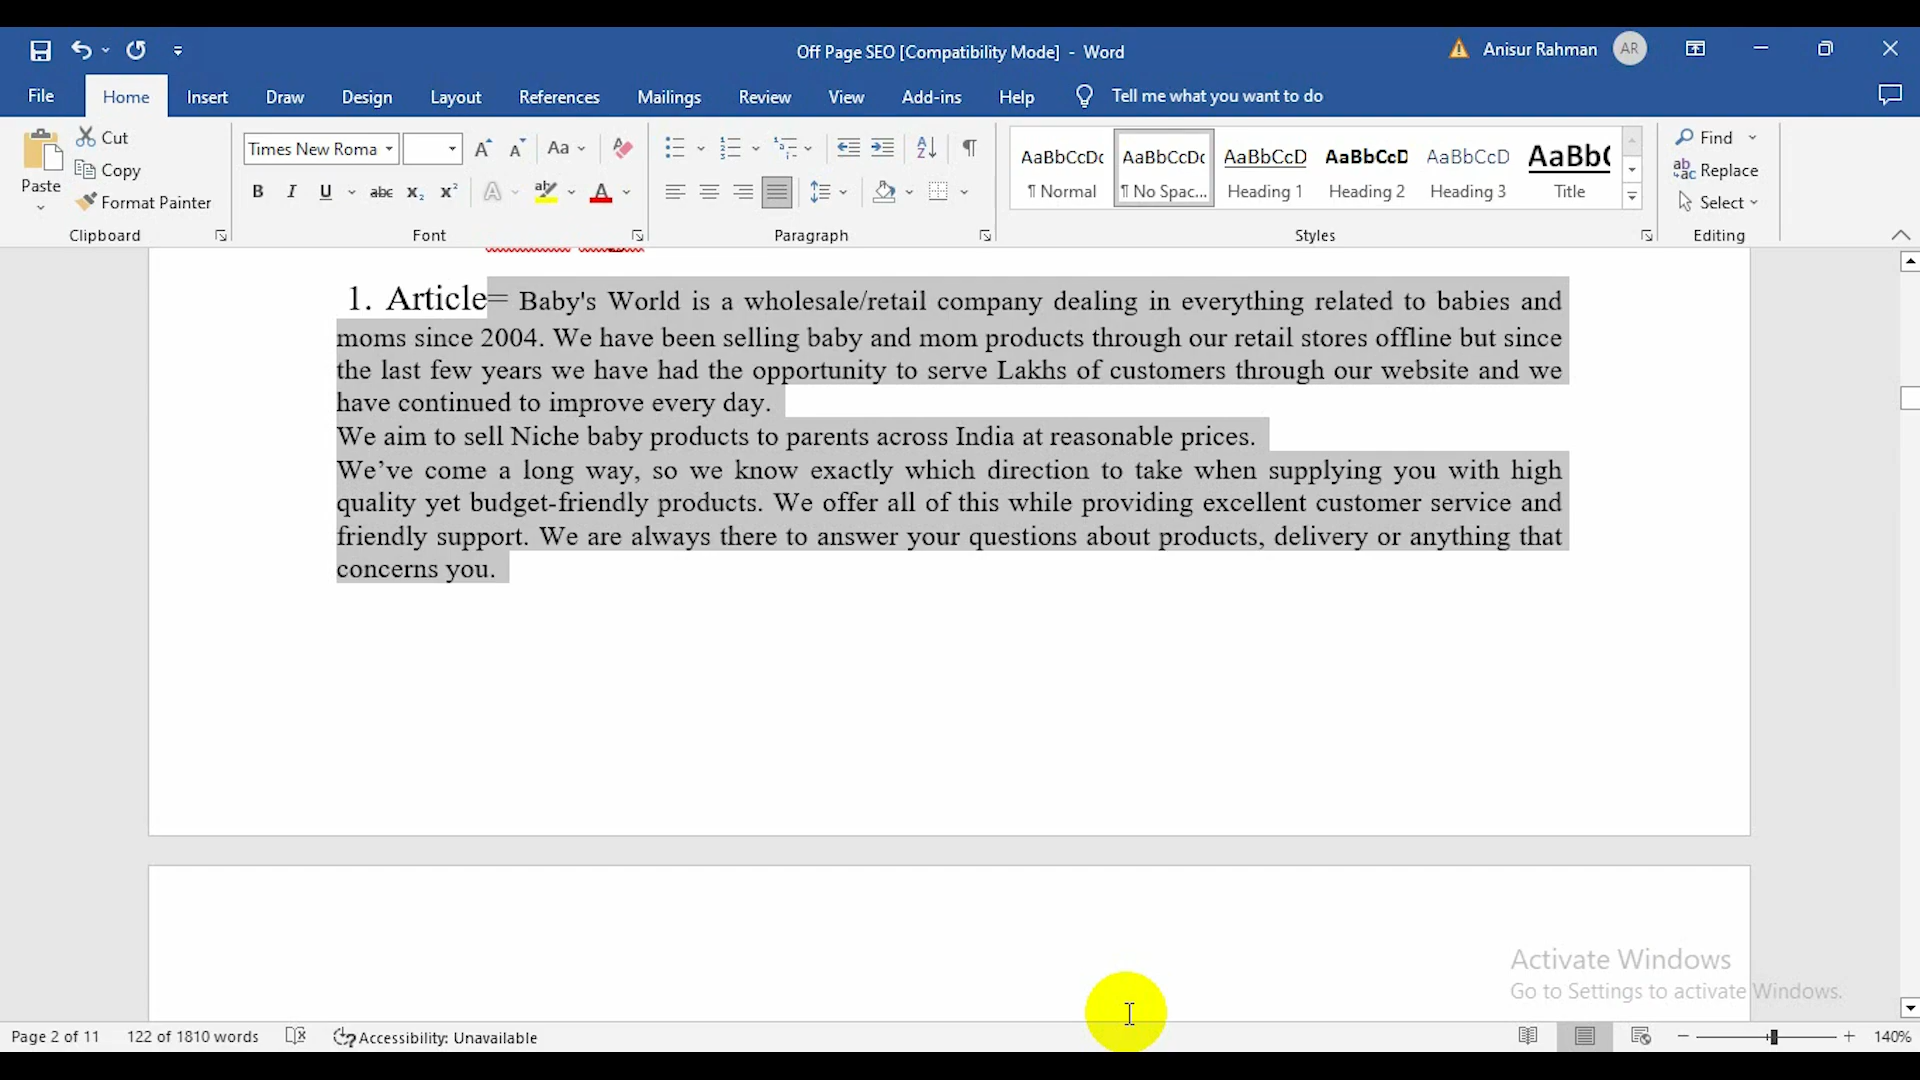 Off Page SEO [Compatibility Mode] - Word
Anisur Rahman
AR
File Home Insert Draw Design Layout References Mailings Review View Add-ins Help Tell me what you want to do
Paste
Cut
Copy
Format Painter
Clipboard
Times New Roma
Aa
B I U abc x₂ x² A ab A
Font
Paragraph
AaBbCcDc AaBbCcDc AaBbCcD AaBbCcD AaBbCcD AaBb(
¶ Normal ¶ No Spac... Heading 1 Heading 2 Heading 3 Title
Styles
Find
Replace
Select
Editing
1. Article= Baby's World is a wholesale/retail company dealing in everything related to babies and
moms since 2004. We have been selling baby and mom products through our retail stores offline but since
the last few years we have had the opportunity to serve Lakhs of customers through our website and we
have continued to improve every day.
We aim to sell Niche baby products to parents across India at reasonable prices.
We’ve come a long way, so we know exactly which direction to take when supplying you with high
quality yet budget-friendly products. We offer all of this while providing excellent customer service and
friendly support. We are always there to answer your questions about products, delivery or anything that
concerns you.
Activate Windows
Go to Settings to activate Windows.
Page 2 of 11 122 of 1810 words Accessibility: Unavailable 140%